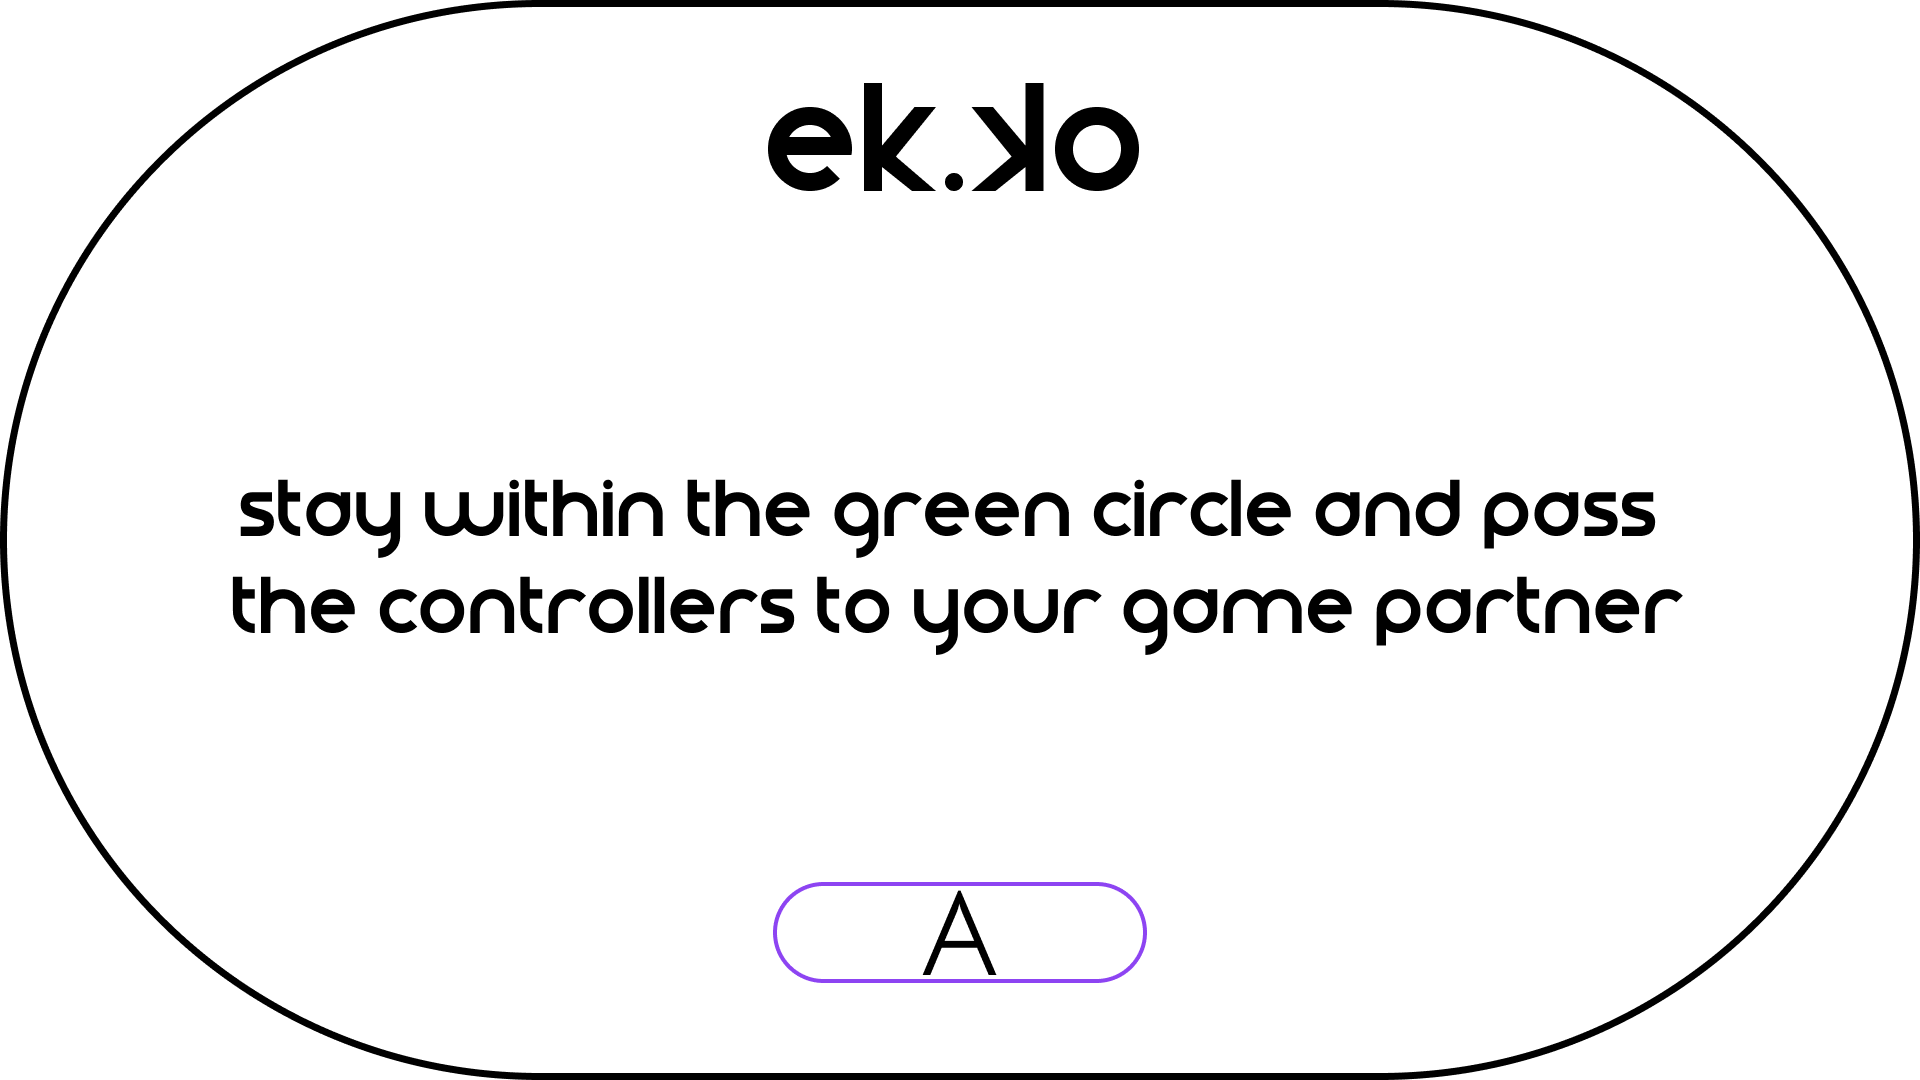 ek.ko
stay within the green circle and pass
the controllers to your game partner
A